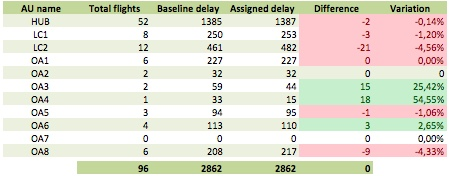 AU name Total flights Baseline delay Assigned delay Difference Variation
HUB 52 1385 1387 -2 -0,14%
LC1 8 250 253 -3 -1,20%
LC2 12 461 482 -21 -4,56%
OA1 6 227 227 0 0,00%
OA2 2 32 32 0 0
OA3 2 59 44 15 25,42%
OA4 1 33 15 18 54,55%
OA5 3 94 95 -1 -1,06%
OA6 4 113 110 3 2,65%
OA7 0 0 0 0 0,00%
OA8 6 208 217 -9 -4,33%
96 2862 2862 0